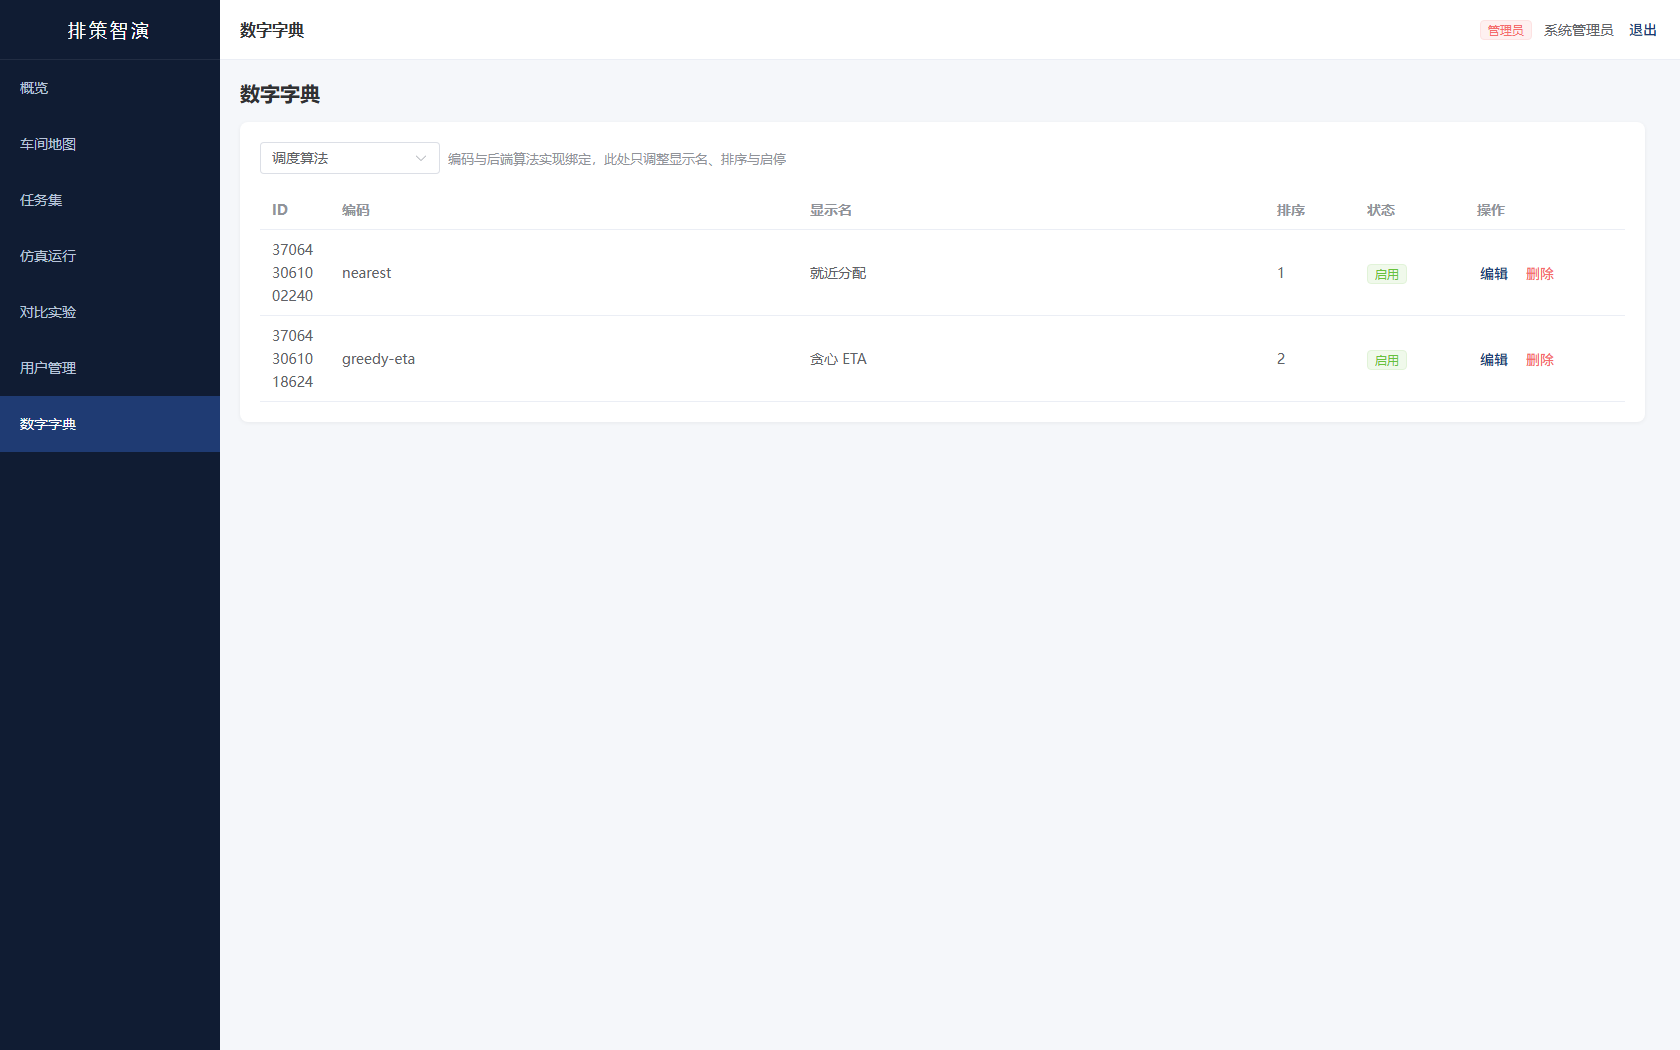 排策智演
概览
车间地图
任务集
仿真运行
对比实验
用户管理
数字字典
数字字典
管理员 系统管理员 退出
数字字典
调度算法 编码与后端算法实现绑定，此处只调整显示名、排序与启停
ID 编码 显示名 排序 状态 操作
37064
30610
02240
nearest 就近分配 1 启用 编辑 删除
37064
30610
18624
greedy-eta 贪心 ETA 2 启用 编辑 删除